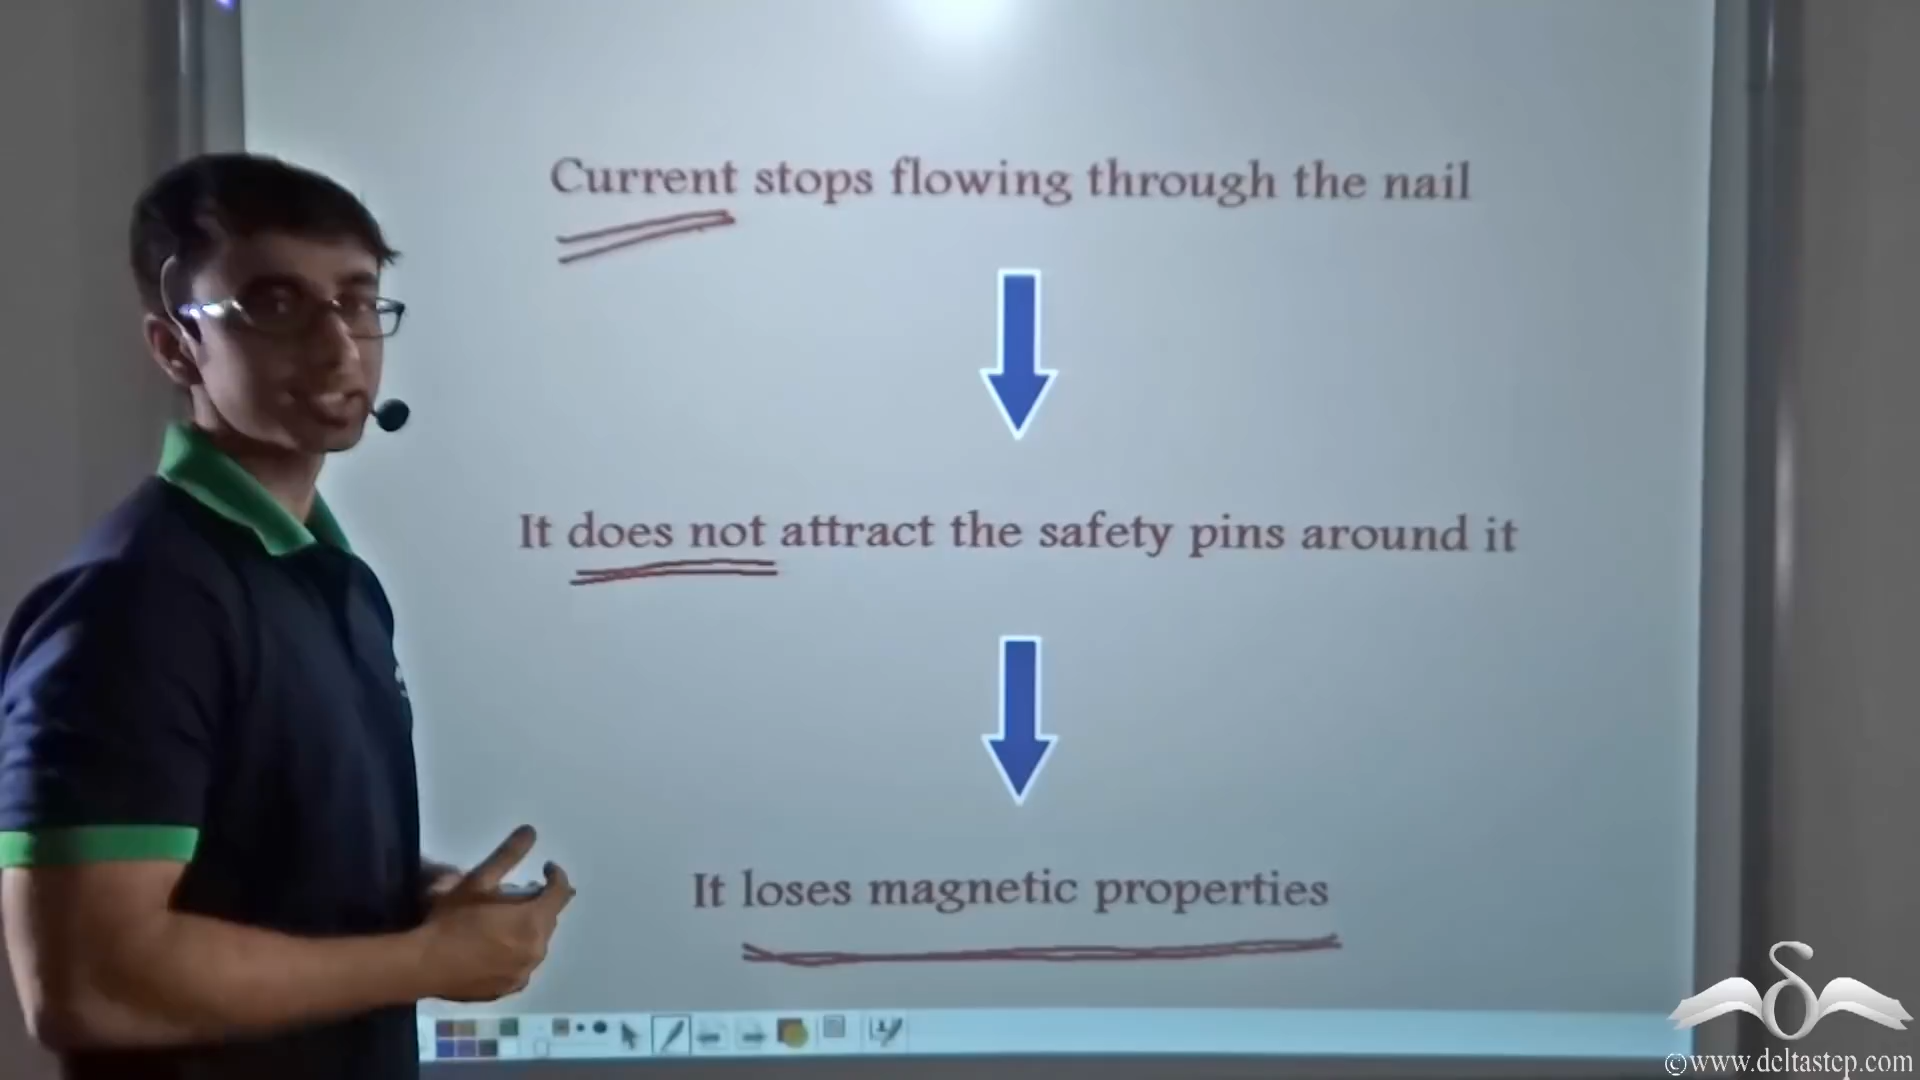 Current stops flowing through the nail
It does not attract the safety pins around it
It loses magnetic properties
©www.deltastep.com